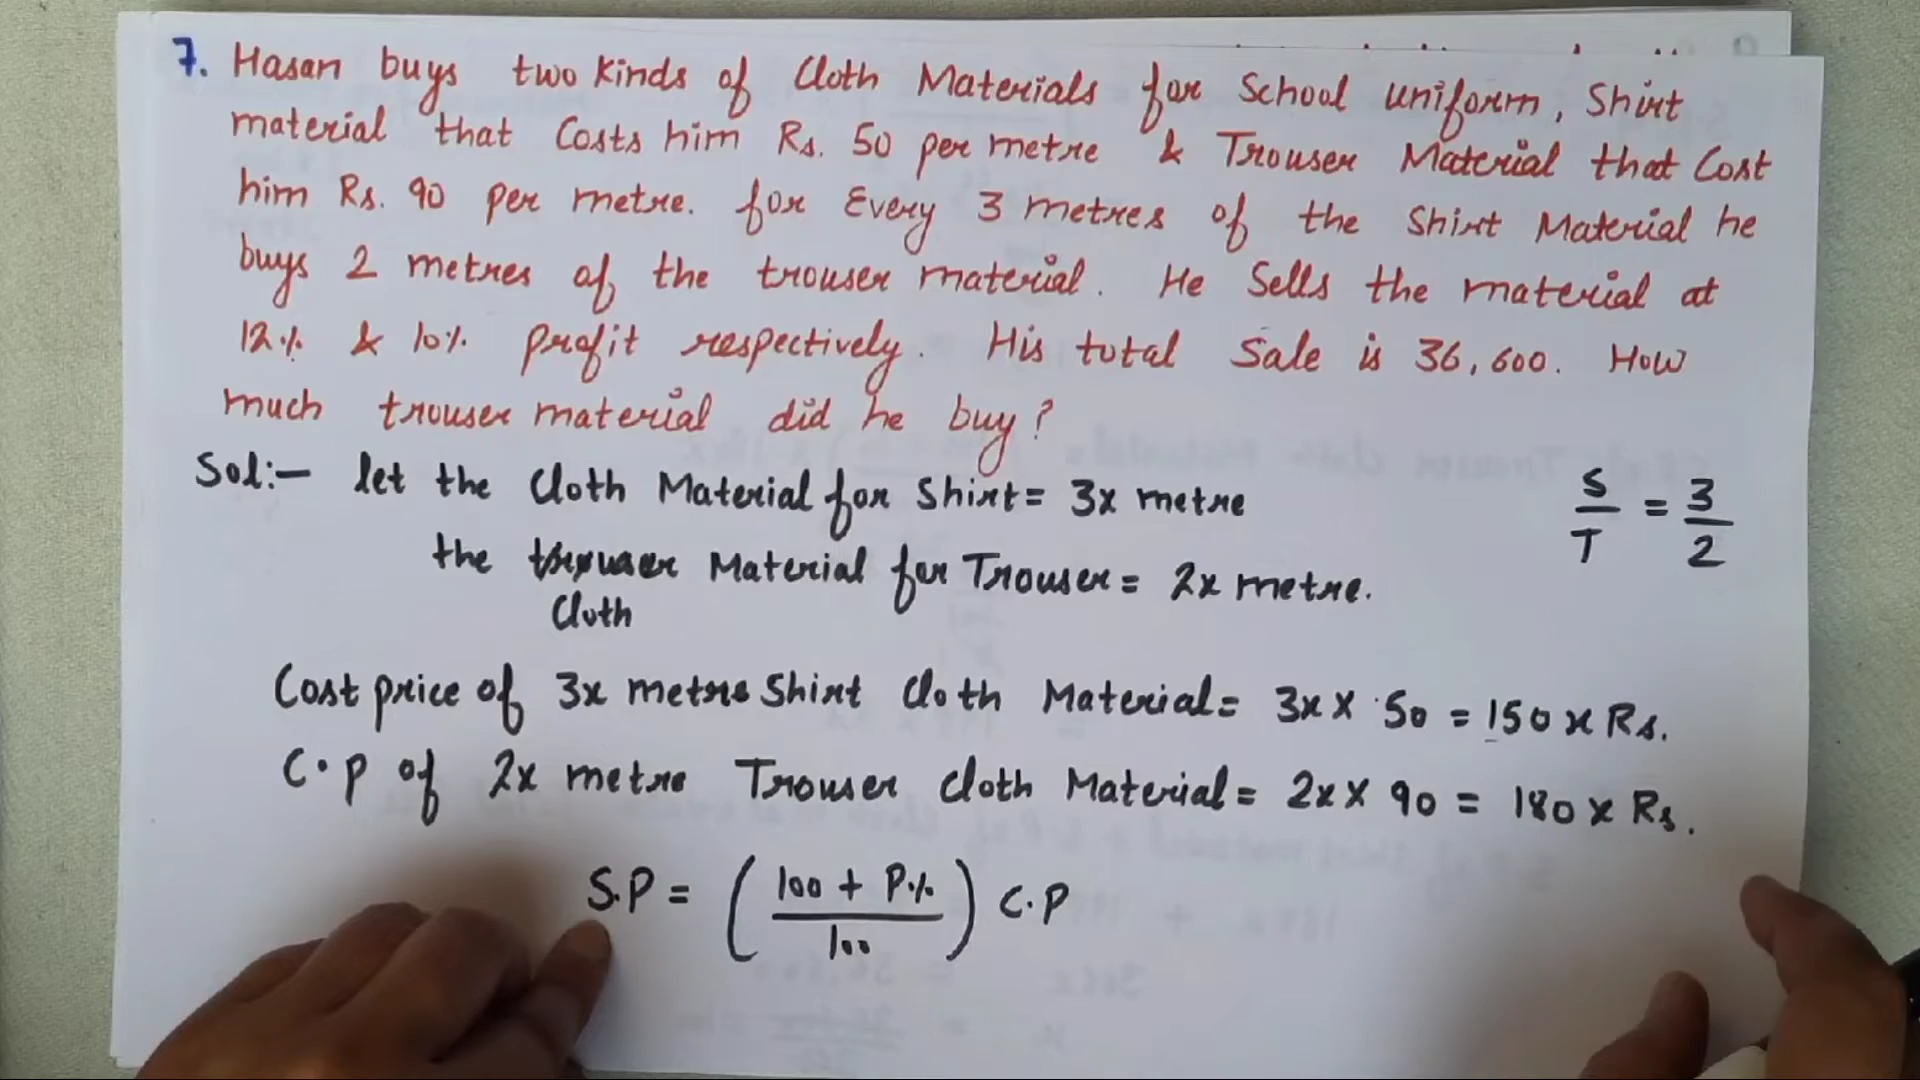 7. Hasan buys two kinds of Cloth Materials for School uniform, Shirt
material that Costs him Rs. 50 per metre & Trouser Material that Cost
him Rs. 90 per metre. for Every 3 metres of the Shirt Material he
buys 2 metres of the trouser material. He Sells the material at
12% & 10% profit respectively. His total Sale is 36,600. How
much trouser material did he buy?
Sol:- let the Cloth Material for Shirt = 3x metre
S/T = 3/2
the Material for Trouser = 2x metre.
Cloth
Cost price of 3x metre Shirt Cloth Material = 3x × 50 = 150x Rs.
C.P of 2x metre Trouser Cloth Material = 2x × 90 = 180x Rs.
S.P = (100 + P% / 100) C.P